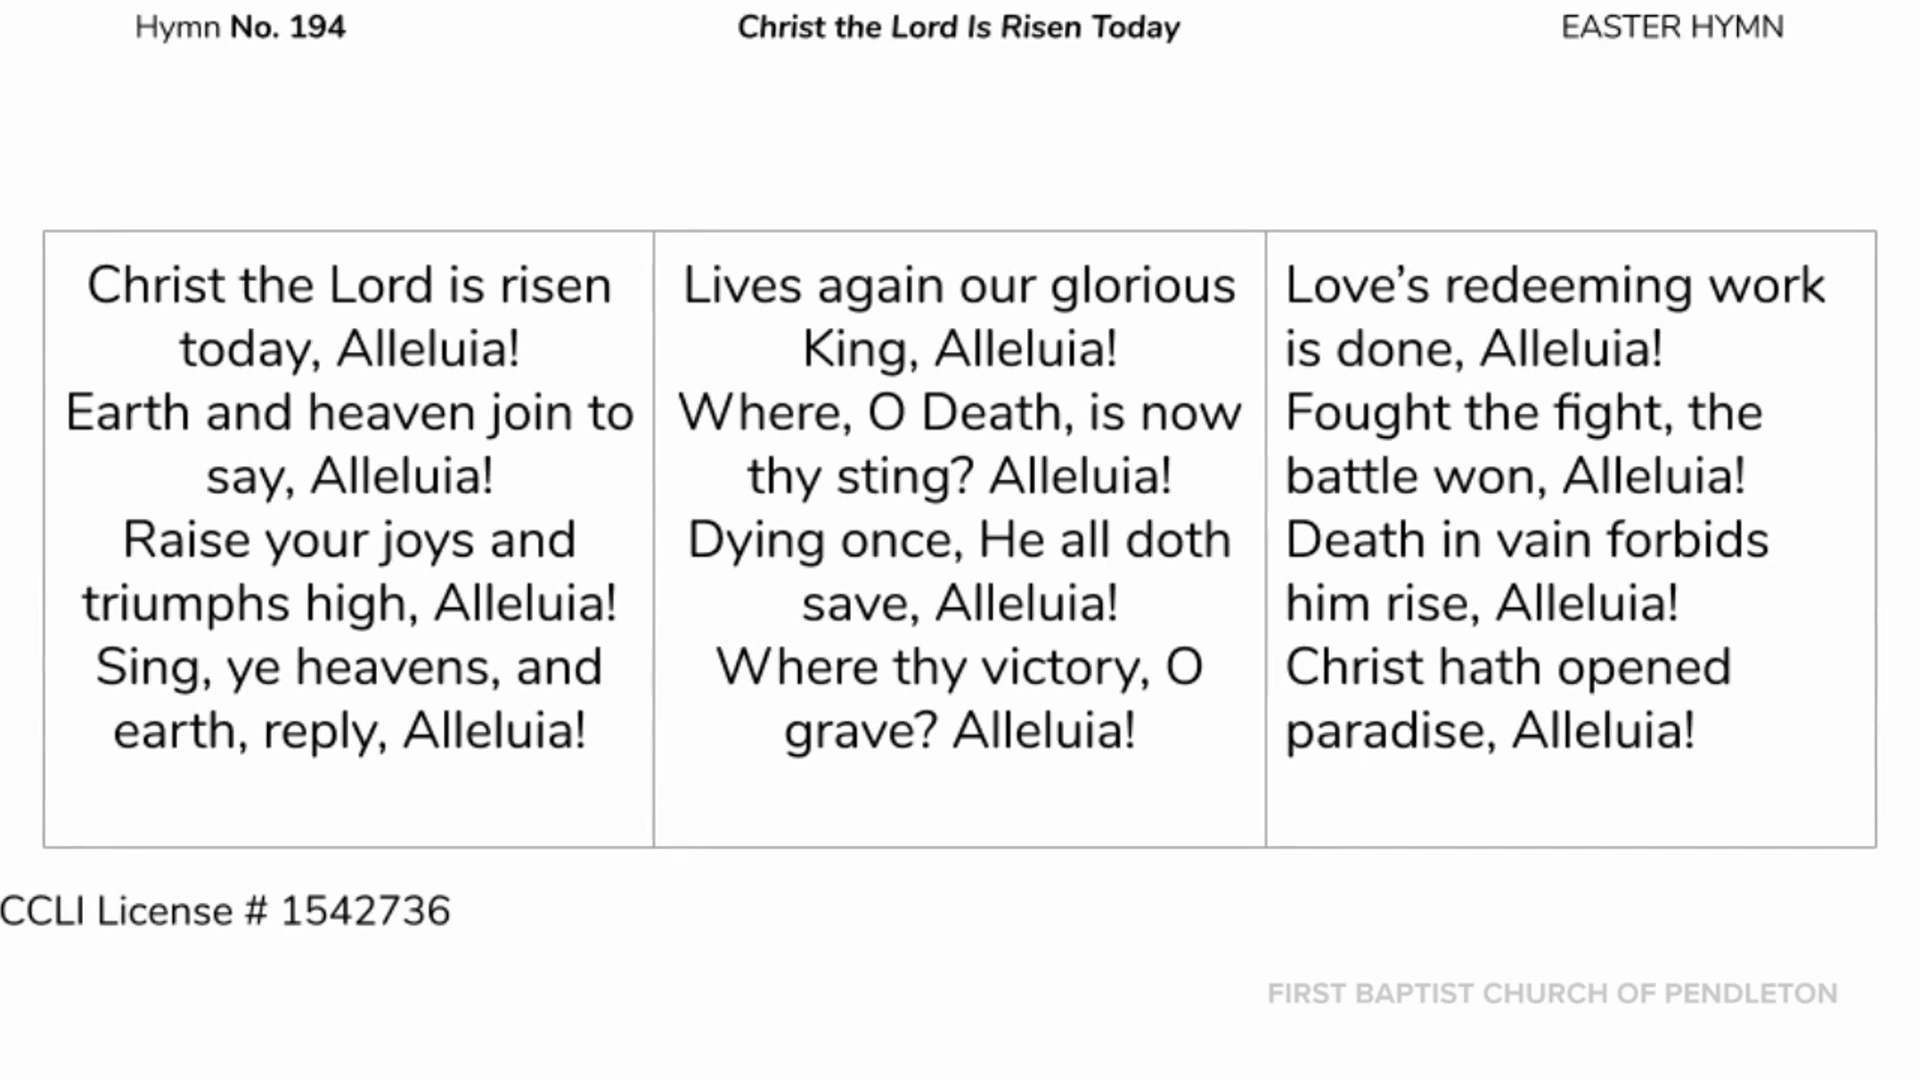 Hymn No. 194
Christ the Lord Is Risen Today
EASTER HYMN
Christ the Lord is risen
today, Alleluia!
Earth and heaven join to
say, Alleluia!
Raise your joys and
triumphs high, Alleluia!
Sing, ye heavens, and
earth, reply, Alleluia!
Lives again our glorious
King, Alleluia!
Where, O Death, is now
thy sting? Alleluia!
Dying once, He all doth
save, Alleluia!
Where thy victory, O
grave? Alleluia!
Love’s redeeming work
is done, Alleluia!
Fought the fight, the
battle won, Alleluia!
Death in vain forbids
him rise, Alleluia!
Christ hath opened
paradise, Alleluia!
CCLI License # 1542736
FIRST BAPTIST CHURCH OF PENDLETON